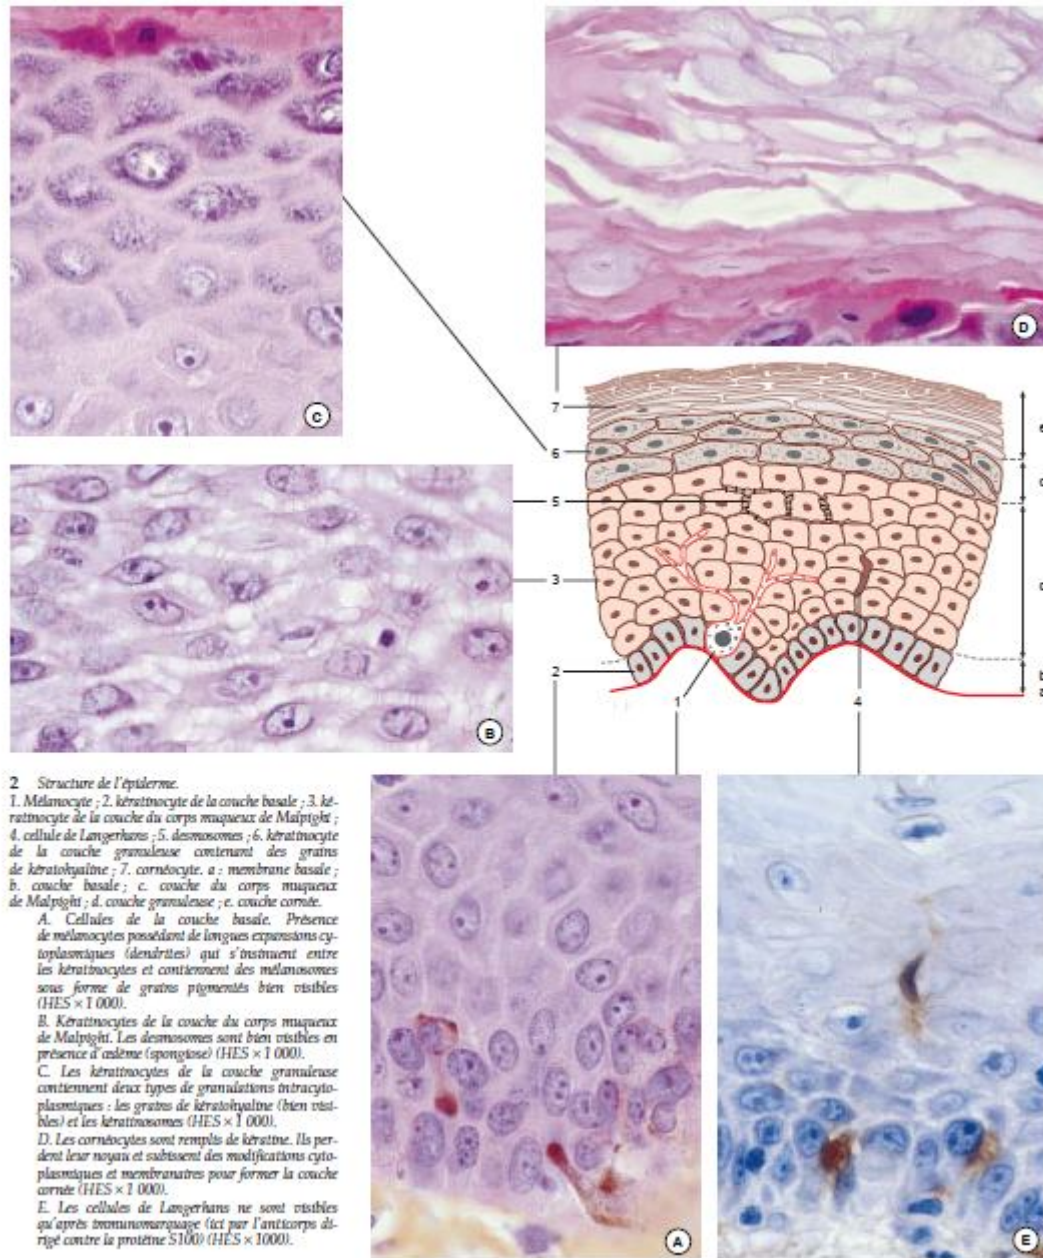 C
D
7
6
5
3
2
1
4
e
d
c
b
a
B
A
E
2 Structure de l'épiderme.
1. Mélanocyte ; 2. kératinocyte de la couche basale ; 3. ké-
ratinocyte de la couche du corps muqueux de Malpighi ;
4. cellule de Langerhans ; 5. desmosomes ; 6. kératinocyte
de la couche granuleuse contenant des grains
de kératohyaline ; 7. cornéocyte. a : membrane basale ;
b. couche basale ; c. couche du corps muqueux
de Malpighi ; d. couche granuleuse ; e. couche cornée.
A. Cellules de la couche basale. Présence
de mélanocytes possédant de longues expansions cy-
toplasmiques (dendrites) qui s'insinuent entre
les kératinocytes et contiennent des mélanosomes
sous forme de grains pigmentés bien visibles
(HES × 1 000).
B. Kératinocytes de la couche du corps muqueux
de Malpighi. Les desmosomes sont bien visibles en
présence d'œdème (spongiose) (HES × 1 000).
C. Les kératinocytes de la couche granuleuse
contiennent deux types de granulations intracyto-
plasmiques : les grains de kératohyaline (bien visi-
bles) et les kératinosomes (HES × 1 000).
D. Les cornéocytes sont remplis de kératine. Ils per-
dent leur noyau et subissent des modifications cyto-
plasmiques et membranaires pour former la couche
cornée (HES × 1 000).
E. Les cellules de Langerhans ne sont visibles
qu'après immunomarquage (ici par l'anticorps di-
rigé contre la protéine S100) (HES × 1000).